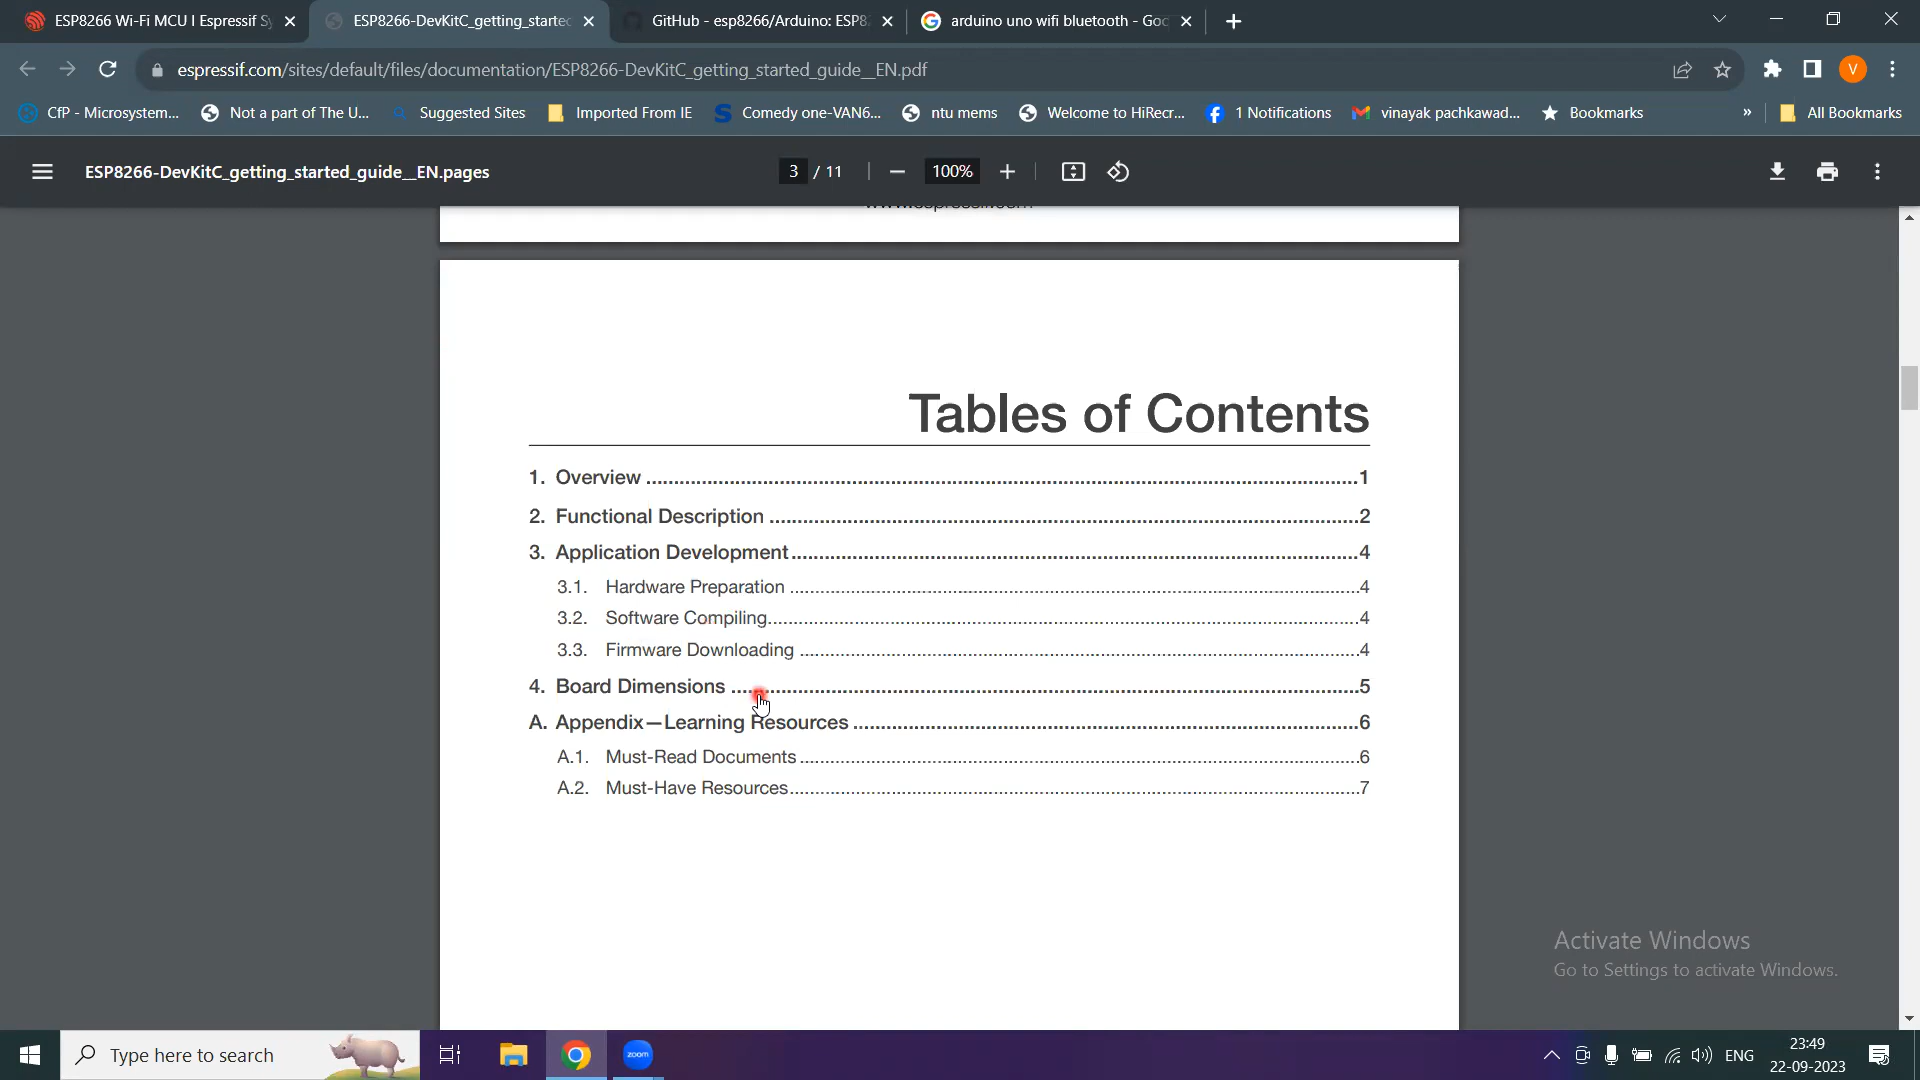 ESP8266 Wi-Fi MCU I Espressif Sy
ESP8266-DevKitC_getting_starte
GitHub - esp8266/Arduino: ESP8
arduino uno wifi bluetooth - Goo
espressif.com/sites/default/files/documentation/ESP8266-DevKitC_getting_started_guide__EN.pdf
V
CfP - Microsystem...
Not a part of The U...
Suggested Sites
Imported From IE
Comedy one-VAN6...
ntu mems
Welcome to HiRecr...
1 Notifications
vinayak pachkawad...
Bookmarks
»
All Bookmarks
ESP8266-DevKitC_getting_started_guide__EN.pages
3 / 11
100%
www.espressif.com
Tables of Contents
1. Overview ........ 1
2. Functional Description ........ 2
3. Application Development ........ 4
3.1. Hardware Preparation ........ 4
3.2. Software Compiling ........ 4
3.3. Firmware Downloading ........ 4
4. Board Dimensions ........ 5
A. Appendix—Learning Resources ........ 6
A.1. Must-Read Documents ........ 6
A.2. Must-Have Resources ........ 7
Activate Windows
Go to Settings to activate Windows.
Type here to search
zoom
ENG
23:49
22-09-2023